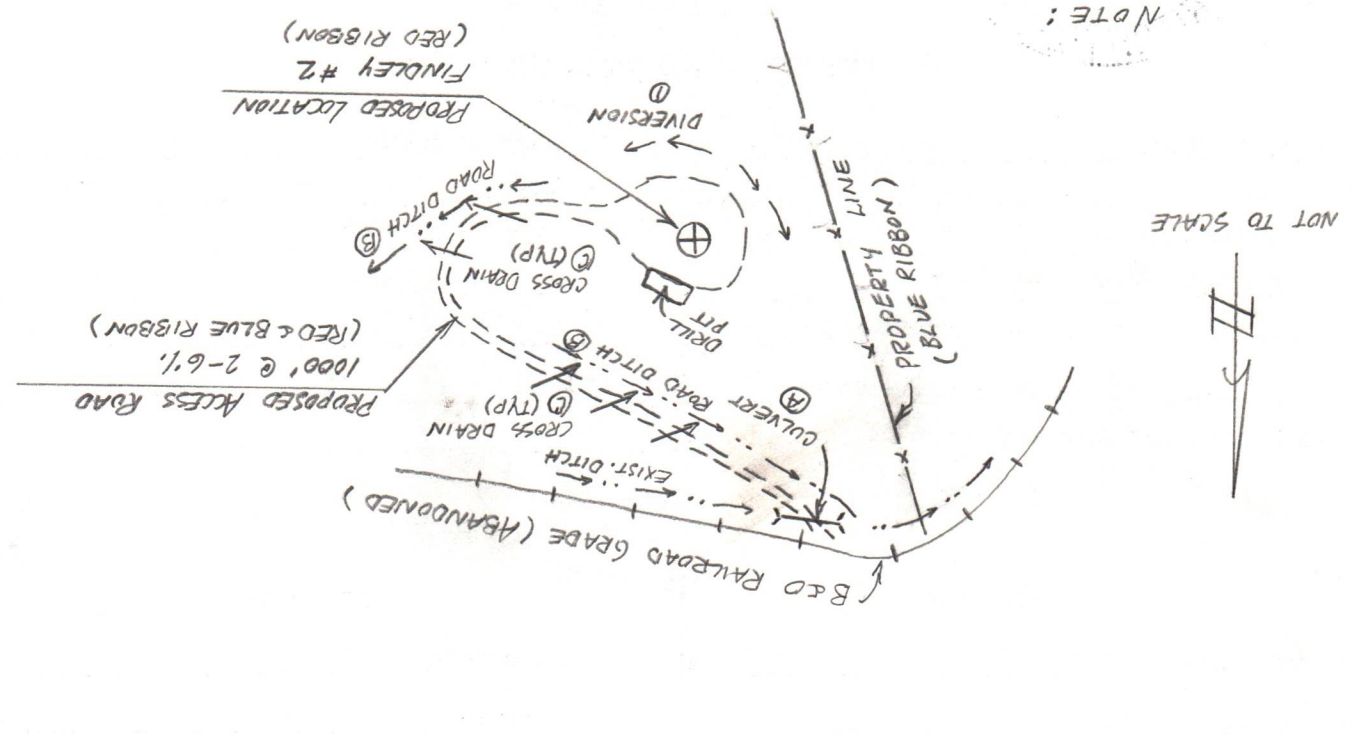 B&O RAILROAD GRADE (ABANDONED)
EXIST. DITCH
CULVERT
Ⓐ
CROSS DRAIN
Ⓒ (TYP)
ROAD DITCH Ⓑ
PROPOSED ACCESS ROAD
1000' @ 2-6%
(RED & BLUE RIBBON)
PROPERTY LINE
(BLUE RIBBON)
NOT TO SCALE
DRILL
PIT
CROSS DRAIN
Ⓒ (TYP)
ROAD DITCH Ⓑ
DIVERSION
Ⓓ
PROPOSED LOCATION
FINDLEY #2
(RED RIBBON)
NOTE: